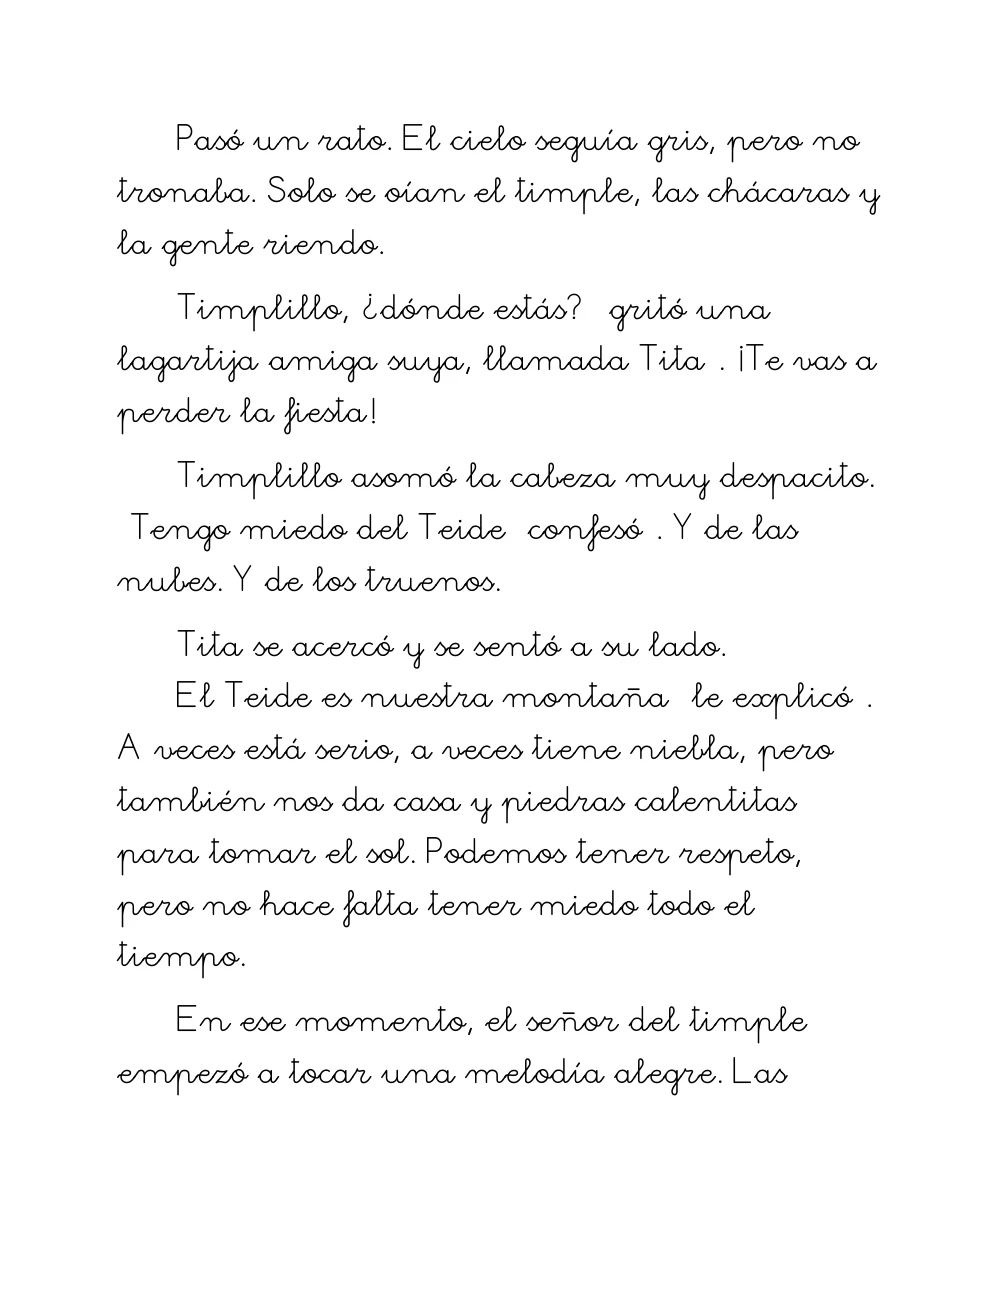 Pasó un rato. El cielo seguía gris, pero no
tronaba. Solo se oían el timple, las chácaras y
la gente riendo.
Timplillo, ¿dónde estás? gritó una
lagartija amiga suya, llamada Tita . ¡Te vas a
perder la fiesta!
Timplillo asomó la cabeza muy despacito.
Tengo miedo del Teide confesó . Y de las
nubes. Y de los truenos.
Tita se acercó y se sentó a su lado.
El Teide es nuestra montaña le explicó .
A veces está serio, a veces tiene niebla, pero
también nos da casa y piedras calentitas
para tomar el sol. Podemos tener respeto,
pero no hace falta tener miedo todo el
tiempo.
En ese momento, el señor del timple
empezó a tocar una melodía alegre. Las